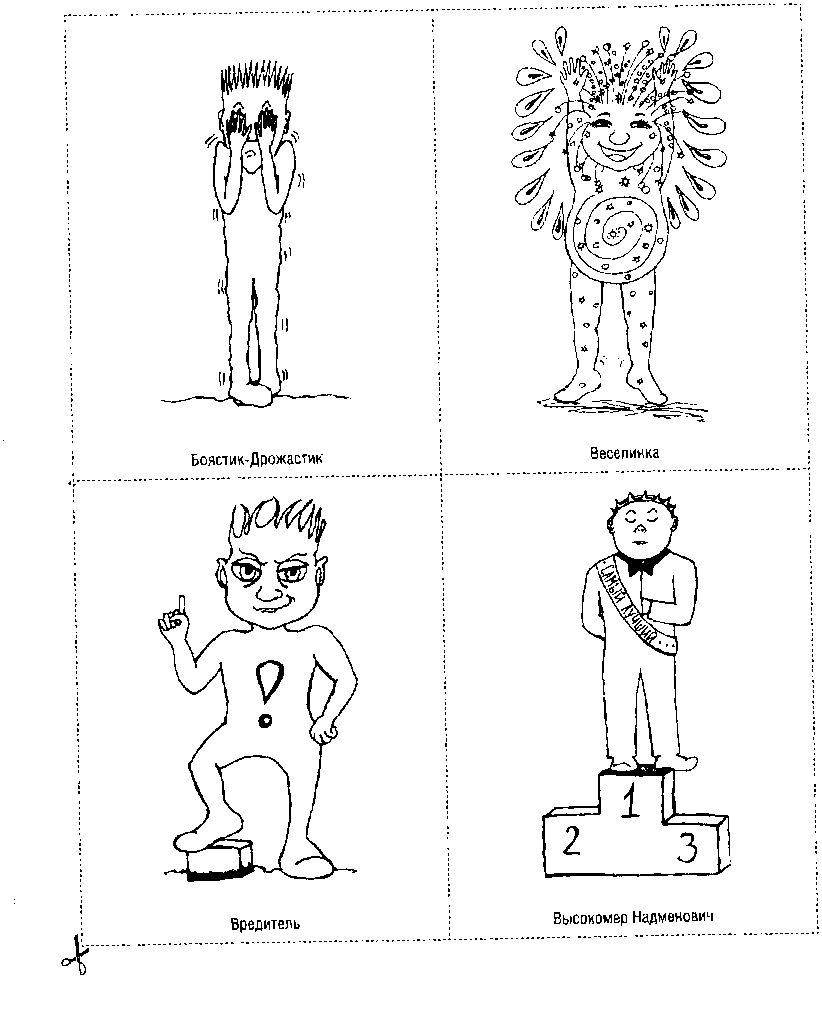 Боястик-Дрожастик
Веселинка
!
САМЫЙ ЛУЧШИЙ
1
2
3
Вредитель
Высокомер Надменович